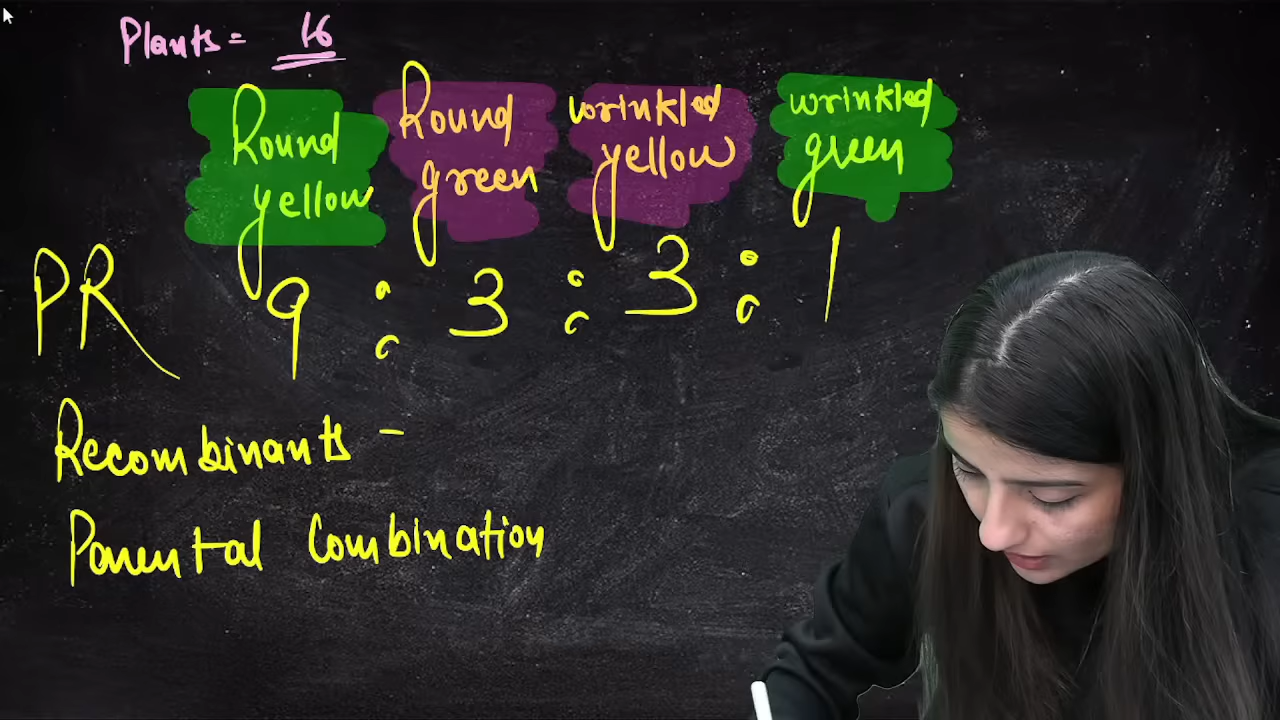 Plants = 16
Round yellow
Round green
wrinkled yellow
wrinkled green
PR 9 : 3 : 3 : 1
Recombinants -
Parental Combination